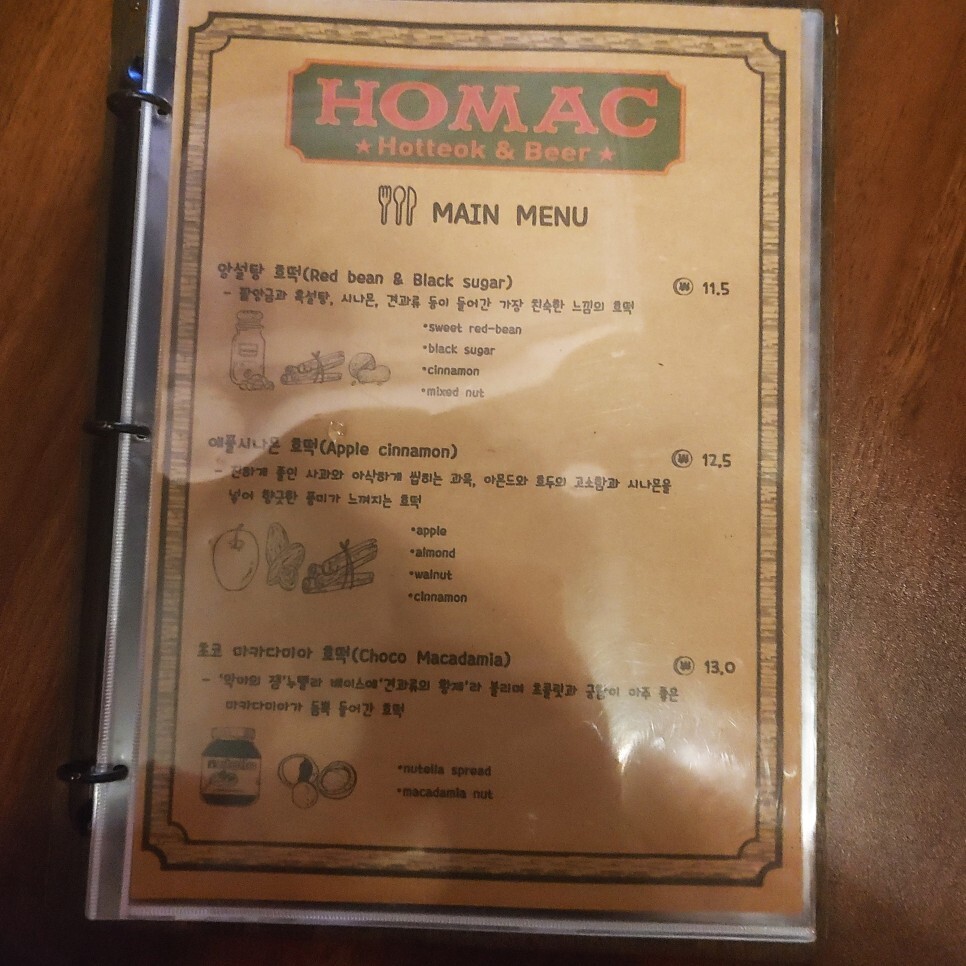 HOMAC
★Hotteok & Beer★
MAIN MENU
앙설탕 호떡(Red bean & Black sugar) ₩ 11.5
- 팥앙금과 흑설탕, 시나몬, 견과류 등이 들어간 가장 친숙한 느낌의 호떡
•sweet red-bean
•black sugar
•cinnamon
•mixed nut
애플시나몬 호떡(Apple cinnamon) ₩ 12,5
- 진하게 졸인 사과와 아삭하게 씹히는 과육, 아몬드와 호두의 고소함과 시나몬을
넣어 향긋한 풍미가 느껴지는 호떡
•apple
•almond
•walnut
•cinnamon
초코 마카다미아 호떡(Choco Macadamia) ₩ 13,0
- '악마의 잼'누텔라 베이스에'견과류의 황제'라 불리며 초콜릿과 궁합이 아주 좋은
마카다미아가 듬뿍 들어간 호떡
nutella
•nutella spread
•macadamia nut